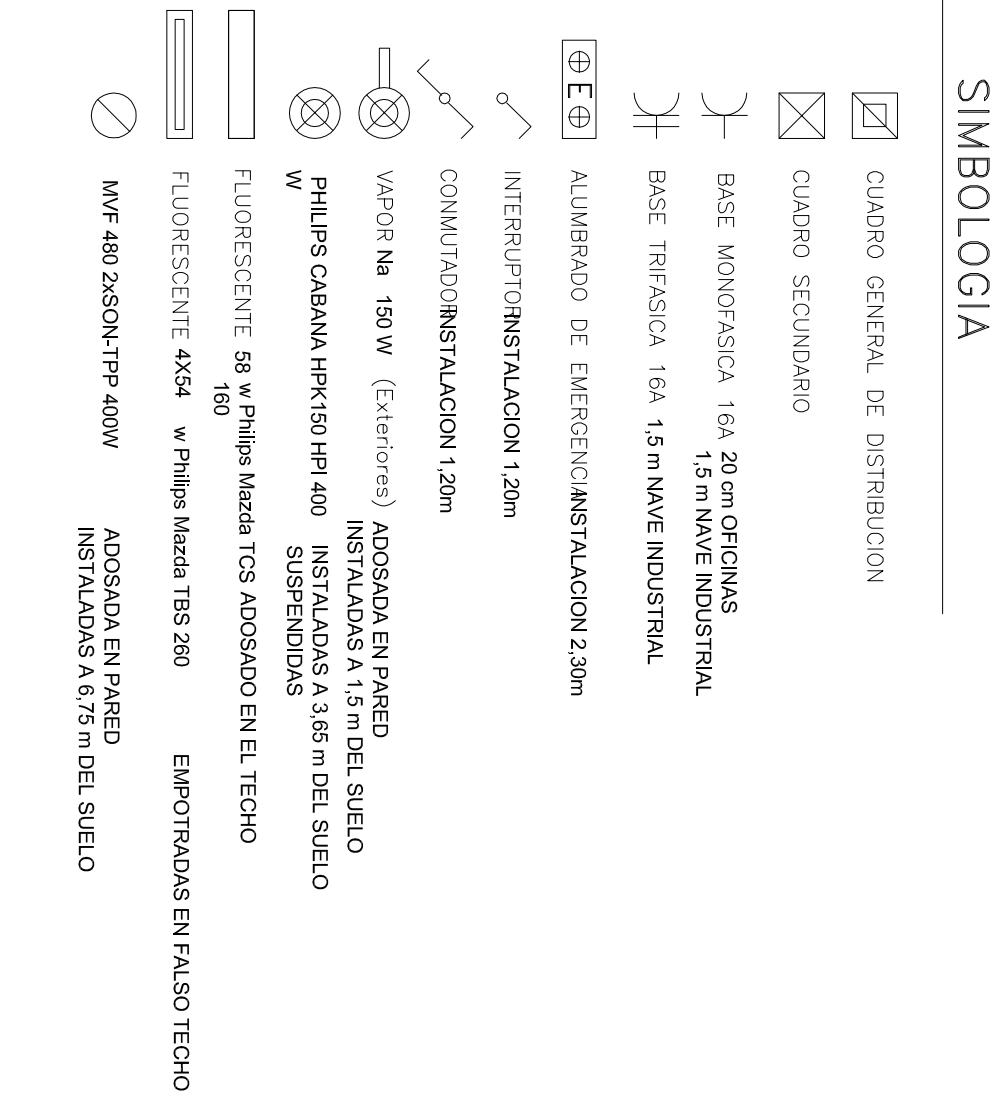 SIMBOLOGIA
CUADRO GENERAL DE DISTRIBUCION
CUADRO SECUNDARIO
BASE MONOFASICA 16A 20 cm OFICINAS
1,5 m NAVE INDUSTRIAL
BASE TRIFASICA 16A 1,5 m NAVE INDUSTRIAL
E
ALUMBRADO DE EMERGENCIA INSTALACION 2,30m
INTERRUPTOR INSTALACION 1,20m
CONMUTADOR INSTALACION 1,20m
VAPOR Na 150 W (Exteriores) ADOSADA EN PARED
INSTALADAS A 1,5 m DEL SUELO
PHILIPS CABANA HPK150 HPI 400 INSTALADAS A 3,65 m DEL SUELO
W SUSPENDIDAS
FLUORESCENTE 58 w Philips Mazda TCS ADOSADO EN EL TECHO
160
FLUORESCENTE 4X54 w Philips Mazda TBS 260 EMPOTRADAS EN FALSO TECHO
MVF 480 2xSON-TPP 400W ADOSADA EN PARED
INSTALADAS A 6,75 m DEL SUELO